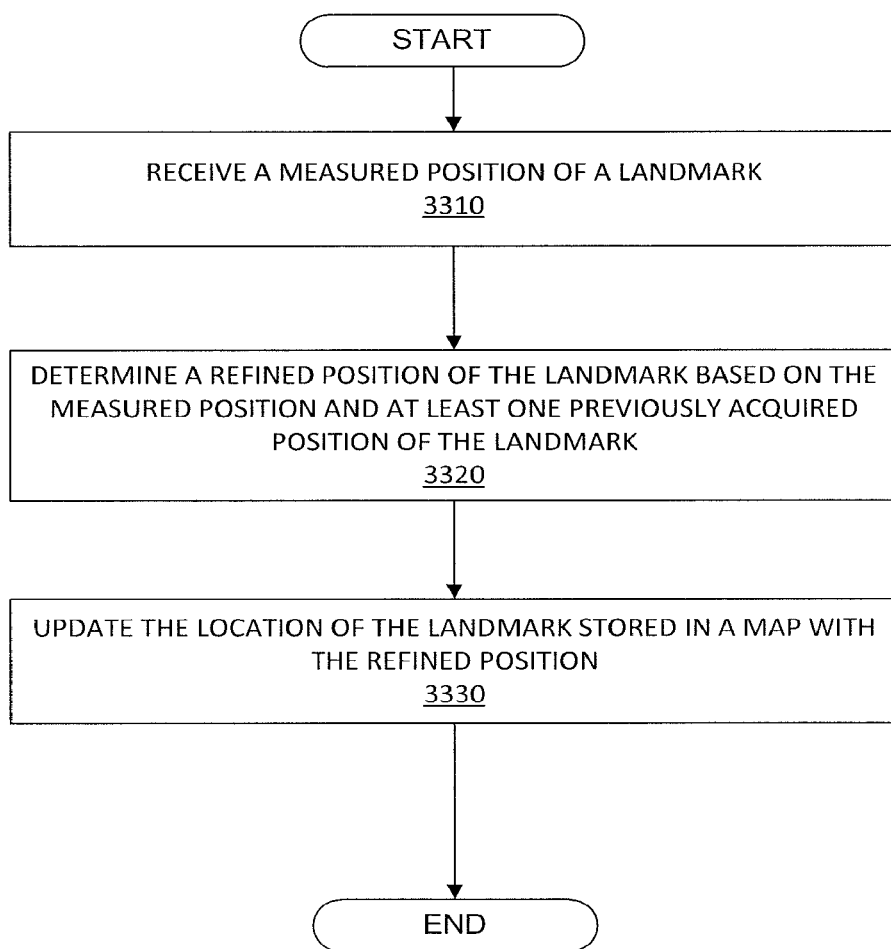 START
RECEIVE A MEASURED POSITION OF A LANDMARK
3310
DETERMINE A REFINED POSITION OF THE LANDMARK BASED ON THE
MEASURED POSITION AND AT LEAST ONE PREVIOUSLY ACQUIRED
POSITION OF THE LANDMARK
3320
UPDATE THE LOCATION OF THE LANDMARK STORED IN A MAP WITH
THE REFINED POSITION
3330
END